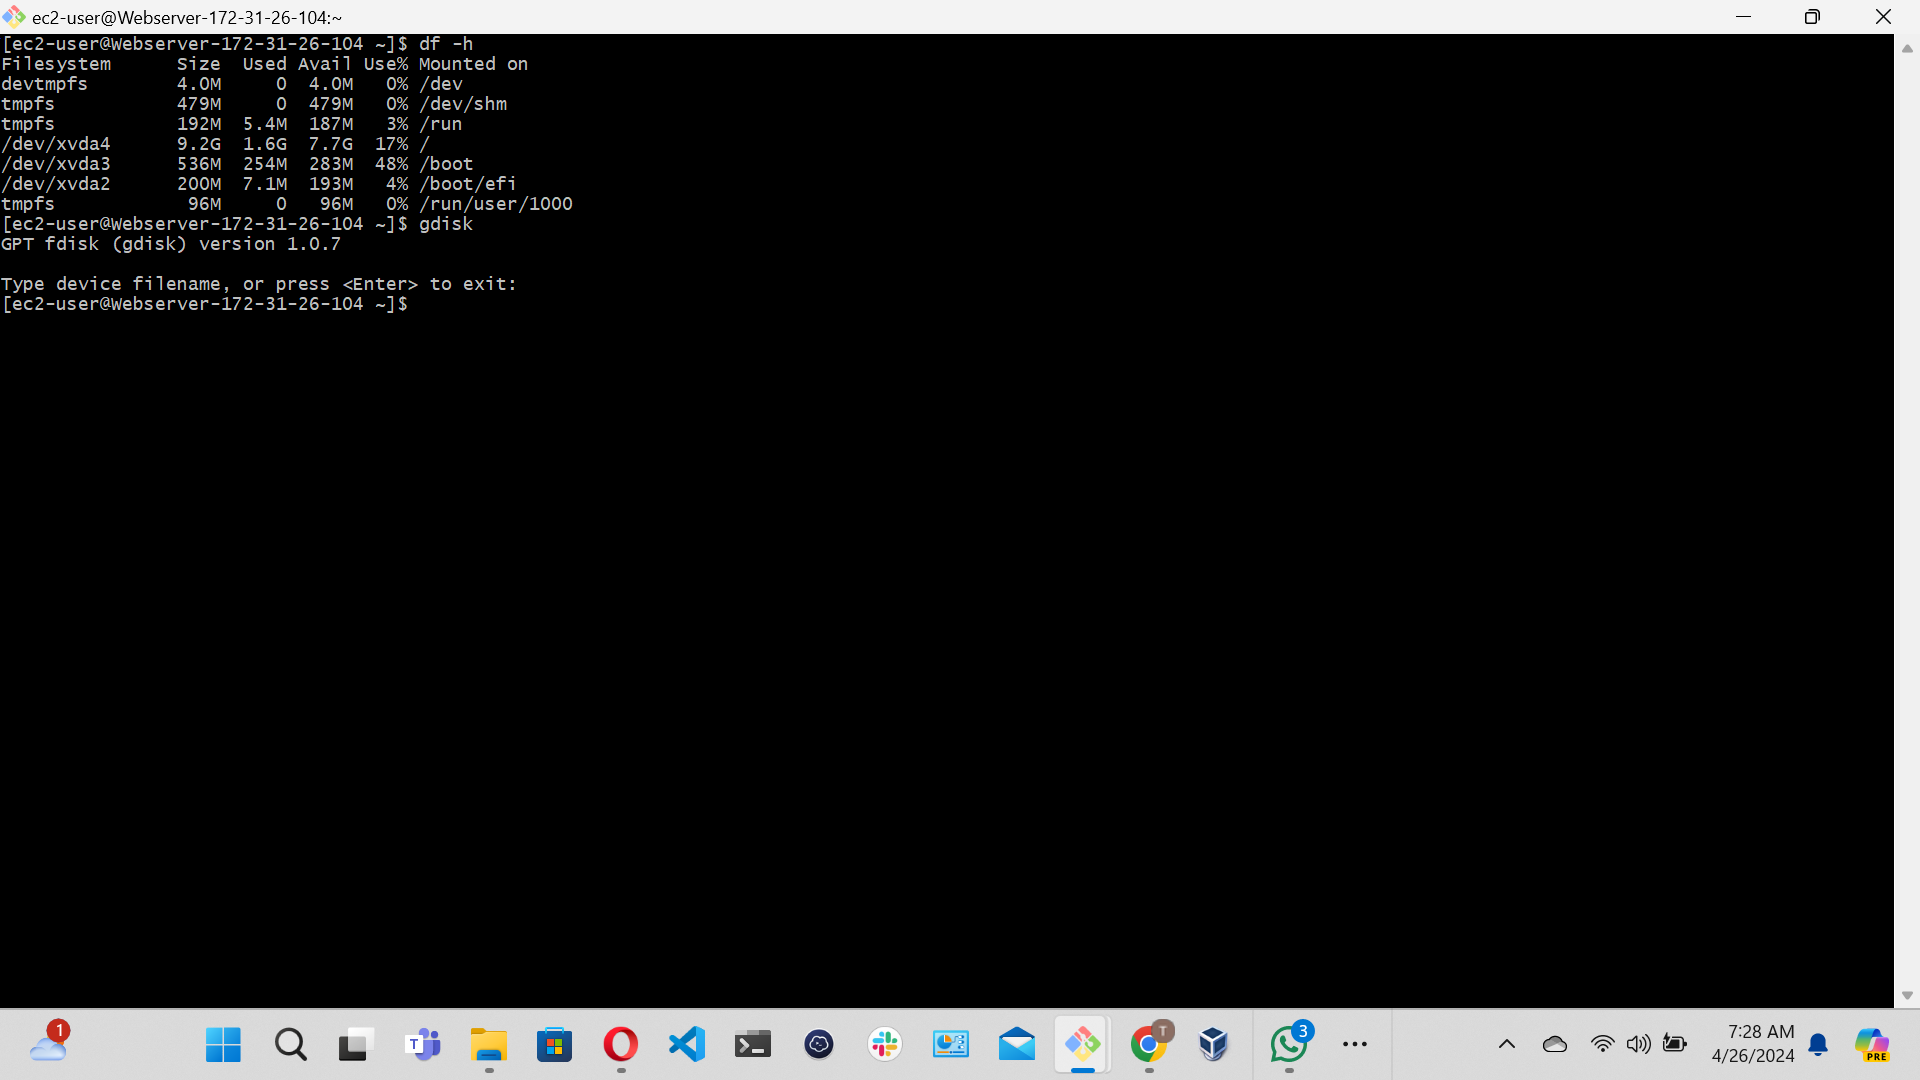 ec2-user@Webserver-172-31-26-104:~
[ec2-user@Webserver-172-31-26-104 ~]$ df -h
Filesystem      Size  Used Avail Use% Mounted on
devtmpfs        4.0M     0  4.0M   0% /dev
tmpfs           479M     0  479M   0% /dev/shm
tmpfs           192M  5.4M  187M   3% /run
/dev/xvda4      9.2G  1.6G  7.7G  17% /
/dev/xvda3      536M  254M  283M  48% /boot
/dev/xvda2      200M  7.1M  193M   4% /boot/efi
tmpfs            96M     0   96M   0% /run/user/1000
[ec2-user@Webserver-172-31-26-104 ~]$ gdisk
GPT fdisk (gdisk) version 1.0.7
Type device filename, or press <Enter> to exit:
[ec2-user@Webserver-172-31-26-104 ~]$
1
T
T
3
7:28 AM
4/26/2024
PRE